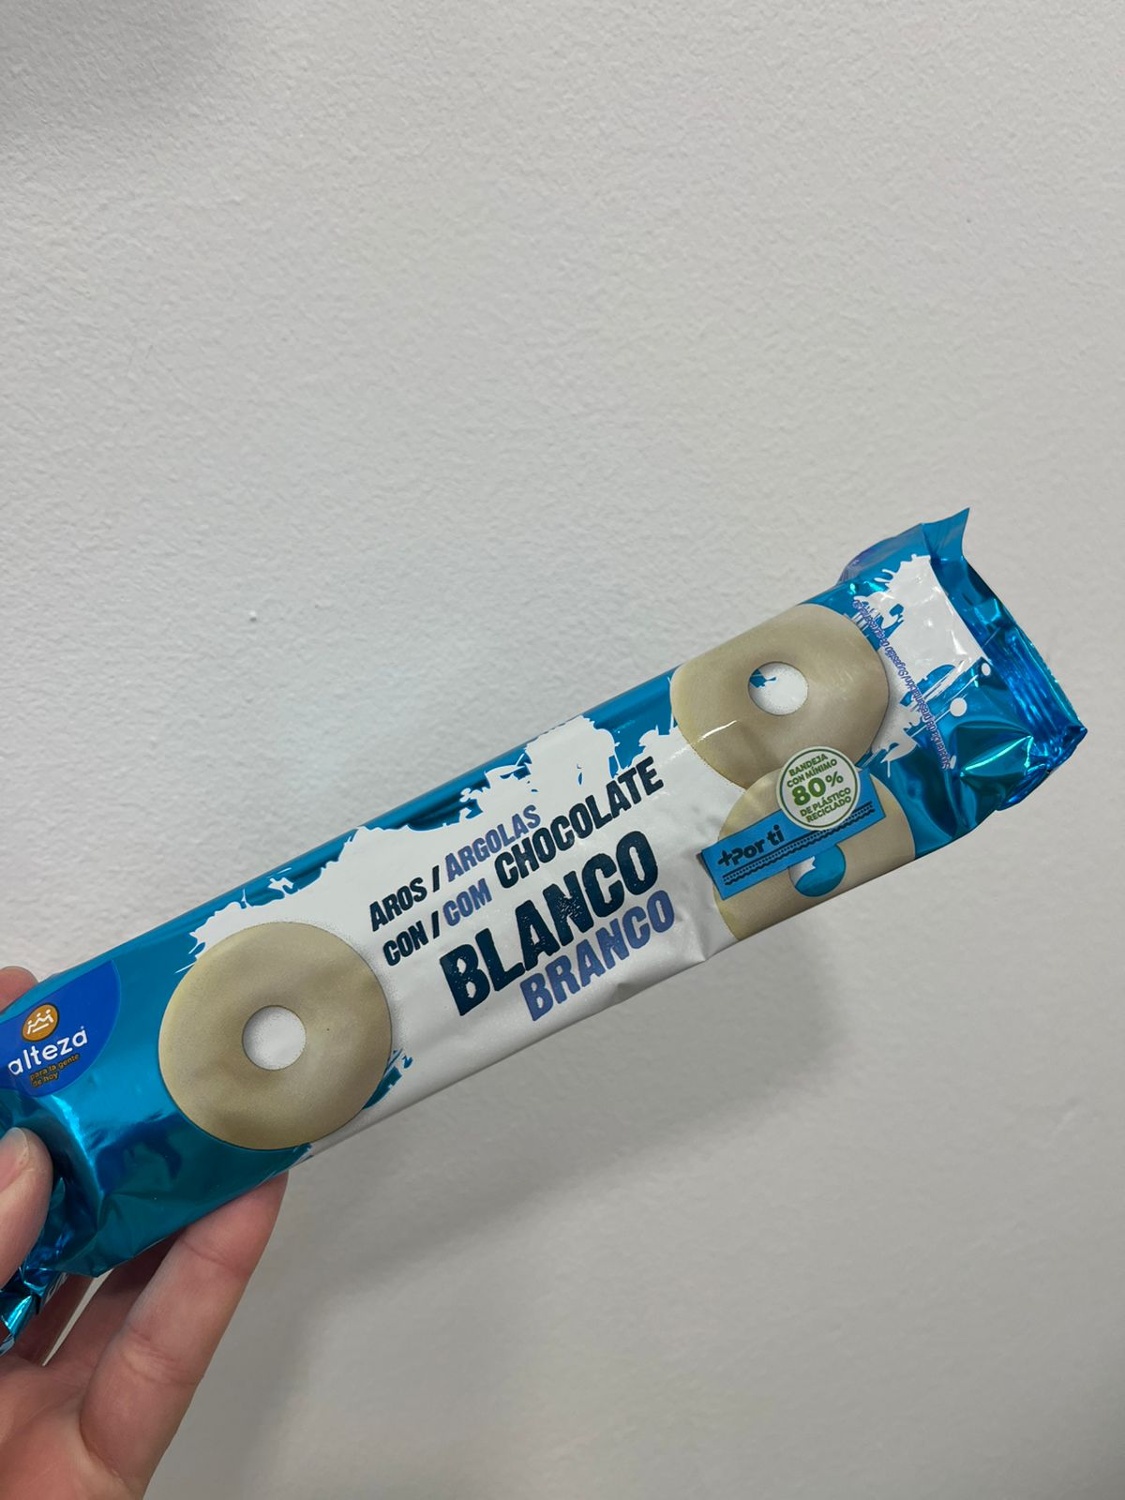 alteza
para la gente
de hoy
AROS / ARGOLAS
CON / COM CHOCOLATE
BLANCO
BRANCO
+Por ti
BANDEJA
CON MÍNIMO
80%
DE PLÁSTICO
RECICLADO